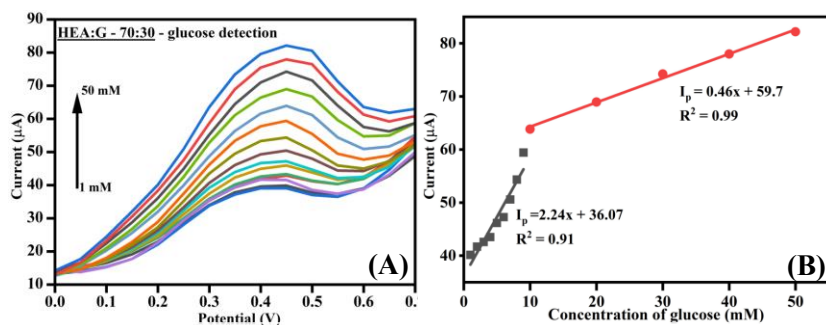 HEA:G - 70:30 - glucose detection
50 mM
1 mM
(A)
90
80
70
60
50
40
30
20
10
Current (μA)
0.0 0.1 0.2 0.3 0.4 0.5 0.6
Potential (V)
80
70
60
50
40
Current (μA)
I_p = 0.46x + 59.7
R² = 0.99
I_p =2.24x + 36.07
R² = 0.91
(B)
0 10 20 30 40 50
Concentration of glucose (mM)